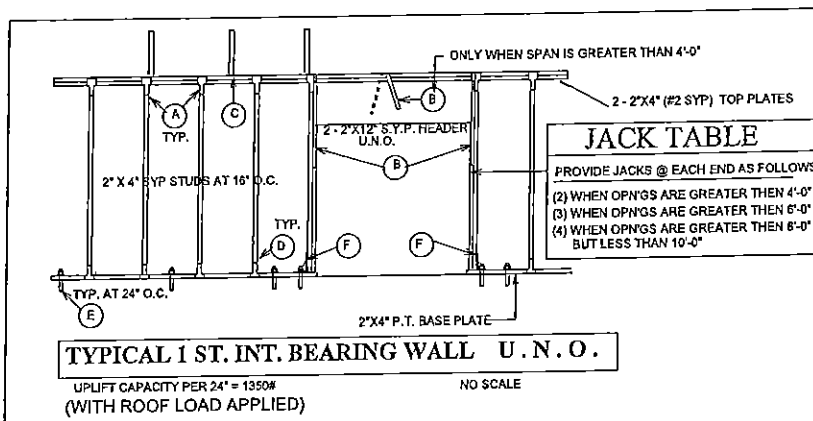 ONLY WHEN SPAN IS GREATER THAN 4'-0"
B
A
TYP.
C
2 - 2"X4" (#2 SYP) TOP PLATES
2 - 2"X12" S.Y.P. HEADER
U.N.O.
JACK TABLE
PROVIDE JACKS @ EACH END AS FOLLOWS
(2) WHEN OPN'GS ARE GREATER THEN 4'-0"
(3) WHEN OPN'GS ARE GREATER THEN 6'-0"
(4) WHEN OPN'GS ARE GREATER THEN 8'-0"
BUT LESS THAN 10'-0"
B
2" X 4" SYP STUDS AT 16" O.C.
TYP.
D
F
F
TYP. AT 24" O.C.
E
2"X4" P.T. BASE PLATE
TYPICAL 1 ST. INT. BEARING WALL U.N.O.
UPLIFT CAPACITY PER 24" = 1350#
NO SCALE
(WITH ROOF LOAD APPLIED)